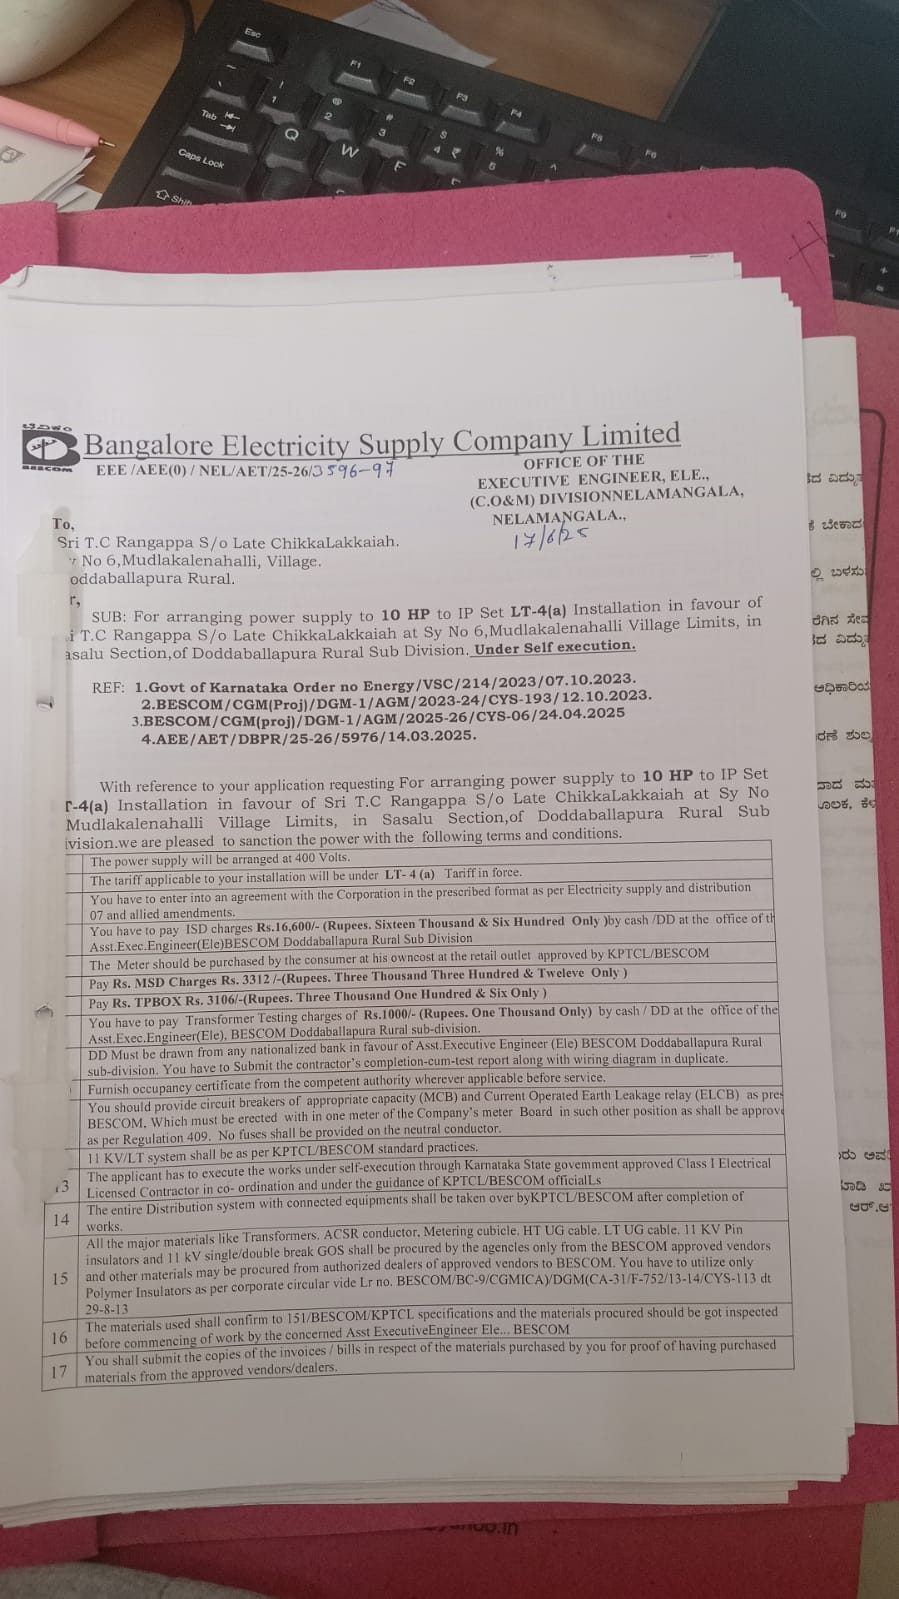 Esc
F1
F2
F3
F4
F5
F6
F9
Tab
Caps Lock
Shift
Q
W
ಬೆವಿಕಂ
BESCOM
Bangalore Electricity Supply Company Limited
EEE /AEE(0) / NEL/AET/25-26/3596-97
OFFICE OF THE
EXECUTIVE ENGINEER, ELE.,
(C.O&M) DIVISIONNELAMANGALA,
NELAMANGALA.,
17/6/25
To,
Sri T.C Rangappa S/o Late ChikkaLakkaiah.
No 6,Mudlakalenahalli, Village.
oddaballapura Rural.
r,
SUB: For arranging power supply to 10 HP to IP Set LT-4(a) Installation in favour of
i T.C Rangappa S/o Late ChikkaLakkaiah at Sy No 6,Mudlakalenahalli Village Limits, in
asalu Section,of Doddaballapura Rural Sub Division. Under Self execution.
REF: 1.Govt of Karnataka Order no Energy/VSC/214/2023/07.10.2023.
2.BESCOM/CGM(Proj)/DGM-1/AGM/2023-24/CYS-193/12.10.2023.
3.BESCOM/CGM(proj)/DGM-1/AGM/2025-26/CYS-06/24.04.2025
4.AEE/AET/DBPR/25-26/5976/14.03.2025.
With reference to your application requesting For arranging power supply to 10 HP to IP Set
T-4(a) Installation in favour of Sri T.C Rangappa S/o Late ChikkaLakkaiah at Sy No
Mudlakalenahalli Village Limits, in Sasalu Section,of Doddaballapura Rural Sub
ivision.we are pleased to sanction the power with the following terms and conditions.
The power supply will be arranged at 400 Volts.
The tariff applicable to your installation will be under LT- 4 (a) Tariff in force.
You have to enter into an agreement with the Corporation in the prescribed format as per Electricity supply and distribution
07 and allied amendments.
You have to pay ISD charges Rs.16,600/- (Rupees. Sixteen Thousand & Six Hundred Only )by cash /DD at the office of th
Asst.Exec.Engineer(Ele)BESCOM Doddaballapura Rural Sub Division
The Meter should be purchased by the consumer at his owncost at the retail outlet approved by KPTCL/BESCOM
Pay Rs. MSD Charges Rs. 3312 /-(Rupees. Three Thousand Three Hundred & Tweleve Only )
Pay Rs. TPBOX Rs. 3106/-(Rupees. Three Thousand One Hundred & Six Only )
You have to pay Transformer Testing charges of Rs.1000/- (Rupees. One Thousand Only) by cash / DD at the office of the
Asst.Exec.Engineer(Ele), BESCOM Doddaballapura Rural sub-division.
DD Must be drawn from any nationalized bank in favour of Asst.Executive Engineer (Ele) BESCOM Doddaballapura Rural
sub-division. You have to Submit the contractor's completion-cum-test report along with wiring diagram in duplicate.
Furnish occupancy certificate from the competent authority wherever applicable before service.
You should provide circuit breakers of appropriate capacity (MCB) and Current Operated Earth Leakage relay (ELCB) as pres
BESCOM, Which must be erected with in one meter of the Company's meter Board in such other position as shall be approve
as per Regulation 409. No fuses shall be provided on the neutral conductor.
11 KV/LT system shall be as per KPTCL/BESCOM standard practices.
13 The applicant has to execute the works under self-execution through Karnataka State govemment approved Class I Electrical
Licensed Contractor in co- ordination and under the guidance of KPTCL/BESCOM officialLs
14 The entire Distribution system with connected equipments shall be taken over byKPTCL/BESCOM after completion of
works.
15 All the major materials like Transformers. ACSR conductor, Metering cubicle. HT UG cable. LT UG cable. 11 KV Pin
insulators and 11 kV single/double break GOS shall be procured by the agencies only from the BESCOM approved vendors
and other materials may be procured from authorized dealers of approved vendors to BESCOM. You have to utilize only
Polymer Insulators as per corporate circular vide Lr no. BESCOM/BC-9/CGMICA)/DGM(CA-31/F-752/13-14/CYS-113 dt
29-8-13
16 The materials used shall confirm to 151/BESCOM/KPTCL specifications and the materials procured should be got inspected
before commencing of work by the concerned Asst ExecutiveEngineer Ele... BESCOM
17 You shall submit the copies of the invoices / bills in respect of the materials purchased by you for proof of having purchased
materials from the approved vendors/dealers.